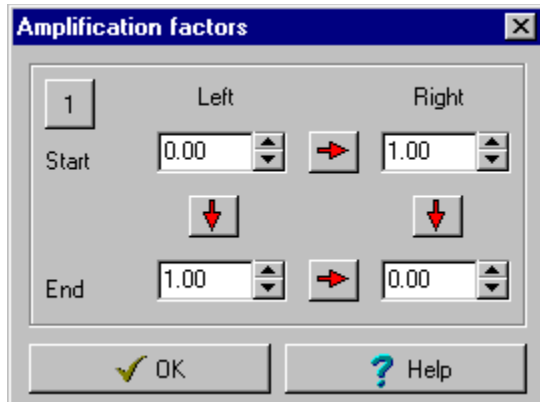 Amplification factors
1 Left Right
Start 0.00 1.00
End 1.00 0.00
OK Help